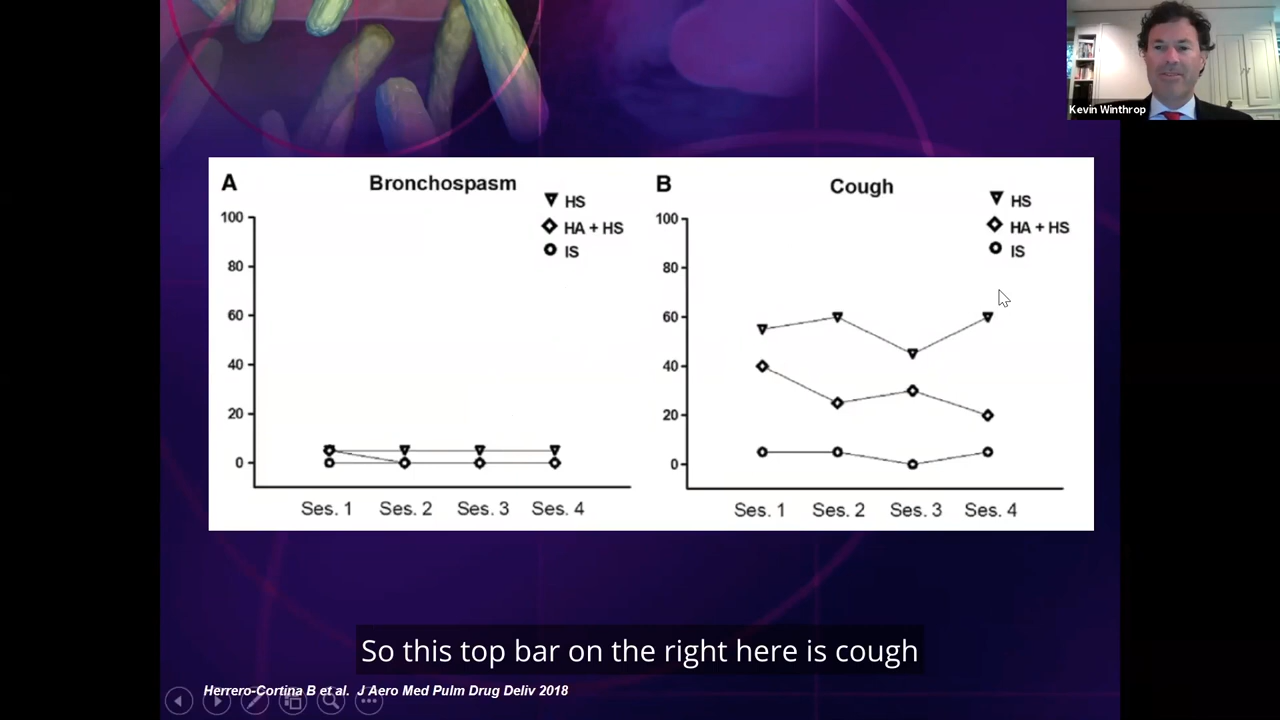 Kevin Winthrop
A
Bronchospasm
HS
HA + HS
IS
100
80
60
40
20
0
Ses. 1
Ses. 2
Ses. 3
Ses. 4
B
Cough
HS
HA + HS
IS
100
80
60
40
20
0
Ses. 1
Ses. 2
Ses. 3
Ses. 4
So this top bar on the right here is cough
Herrero-Cortina B et al. J Aero Med Pulm Drug Deliv 2018